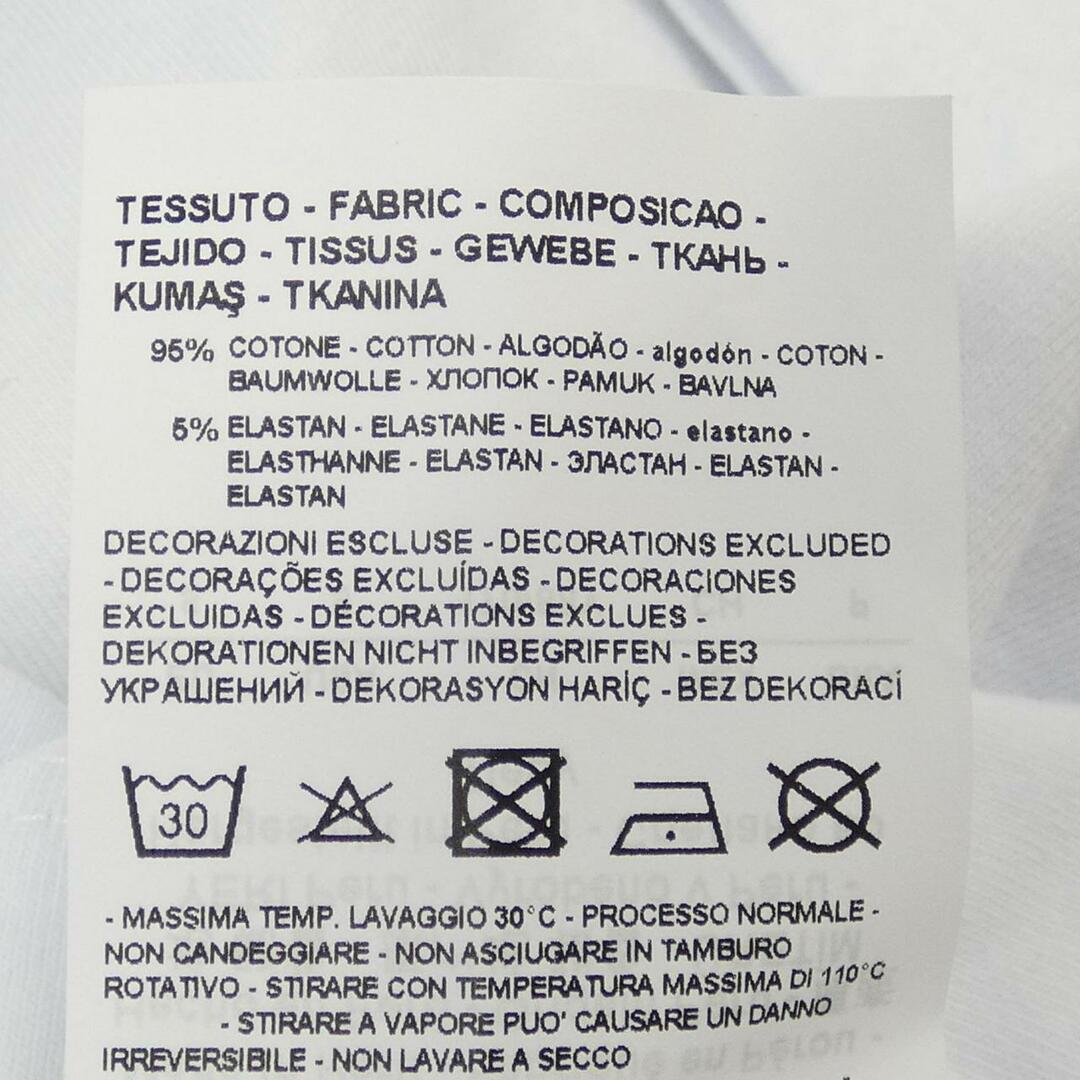 TESSUTO - FABRIC - COMPOSICAO -
TEJIDO - TISSUS - GEWEBE - ТКАНЬ -
KUMAŞ - TKANINA
95% COTONE - COTTON - ALGODÃO - algodón - COTON -
BAUMWOLLE - ХЛОПОК - PAMUK - BAVLNA
5% ELASTAN - ELASTANE - ELASTANO - elastano -
ELASTHANNE - ELASTAN - ЭЛАСТАН - ELASTAN -
ELASTAN
DECORAZIONI ESCLUSE - DECORATIONS EXCLUDED
- DECORAÇÕES EXCLUÍDAS - DECORACIONES
EXCLUIDAS - DÉCORATIONS EXCLUES -
DEKORATIONEN NICHT INBEGRIFFEN - БЕЗ
УКРАШЕНИЙ - DEKORASYON HARİÇ - BEZ DEKORACÍ
30
- MASSIMA TEMP. LAVAGGIO 30°C - PROCESSO NORMALE -
NON CANDEGGIARE - NON ASCIUGARE IN TAMBURO
ROTATIVO - STIRARE CON TEMPERATURA MASSIMA DI 110°C
- STIRARE A VAPORE PUO' CAUSARE UN DANNO
IRREVERSIBILE - NON LAVARE A SECCO